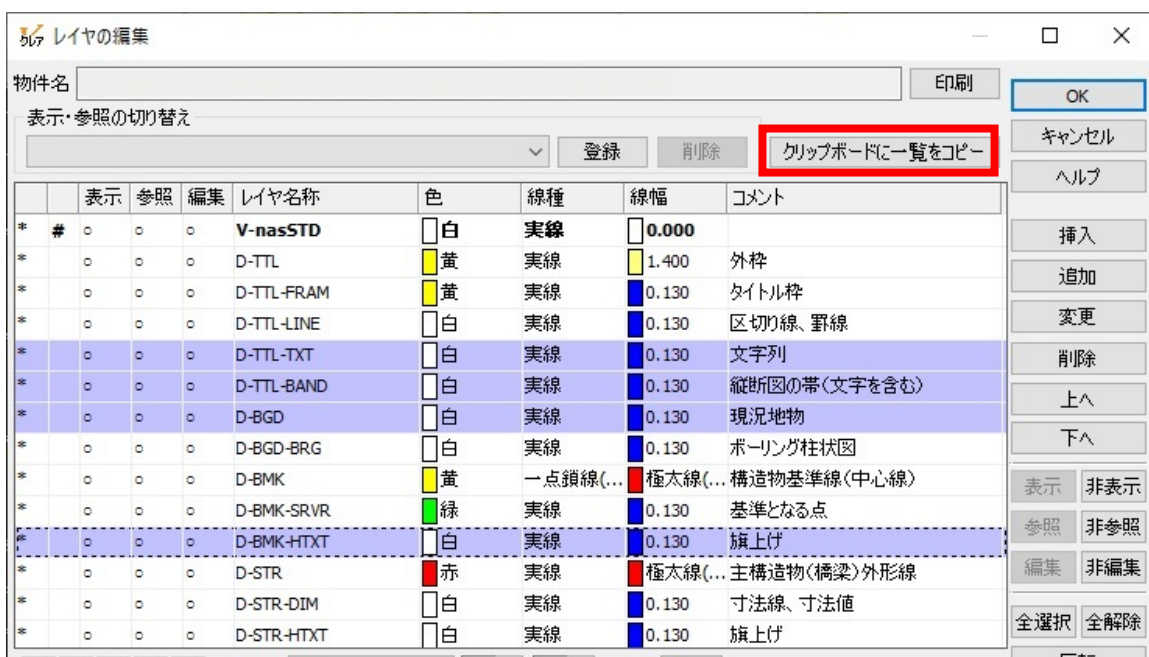 レイヤの編集
物件名 印刷 OK
表示・参照の切り替え
登録 削除 クリップボードに一覧をコピー キャンセル
ヘルプ
表示 参照 編集 レイヤ名称 色 線種 線幅 コメント
* # ○ ○ ○ V-nasSTD 白 実線 0.000
* ○ ○ ○ D-TTL 黄 実線 1.400 外枠
* ○ ○ ○ D-TTL-FRAM 黄 実線 0.130 タイトル枠
* ○ ○ ○ D-TTL-LINE 白 実線 0.130 区切り線、罫線
* ○ ○ ○ D-TTL-TXT 白 実線 0.130 文字列
* ○ ○ ○ D-TTL-BAND 白 実線 0.130 縦断図の帯(文字を含む)
* ○ ○ ○ D-BGD 白 実線 0.130 現況地物
* ○ ○ ○ D-BGD-BRG 白 実線 0.130 ボーリング柱状図
* ○ ○ ○ D-BMK 黄 一点鎖線(... 極太線(... 構造物基準線(中心線)
* ○ ○ ○ D-BMK-SRVR 緑 実線 0.130 基準となる点
* ○ ○ ○ D-BMK-HTXT 白 実線 0.130 旗上げ
* ○ ○ ○ D-STR 赤 実線 極太線(... 主構造物(橋梁)外形線
* ○ ○ ○ D-STR-DIM 白 実線 0.130 寸法線、寸法値
* ○ ○ ○ D-STR-HTXT 白 実線 0.130 旗上げ
挿入
追加
変更
削除
上へ
下へ
表示 非表示
参照 非参照
編集 非編集
全選択 全解除